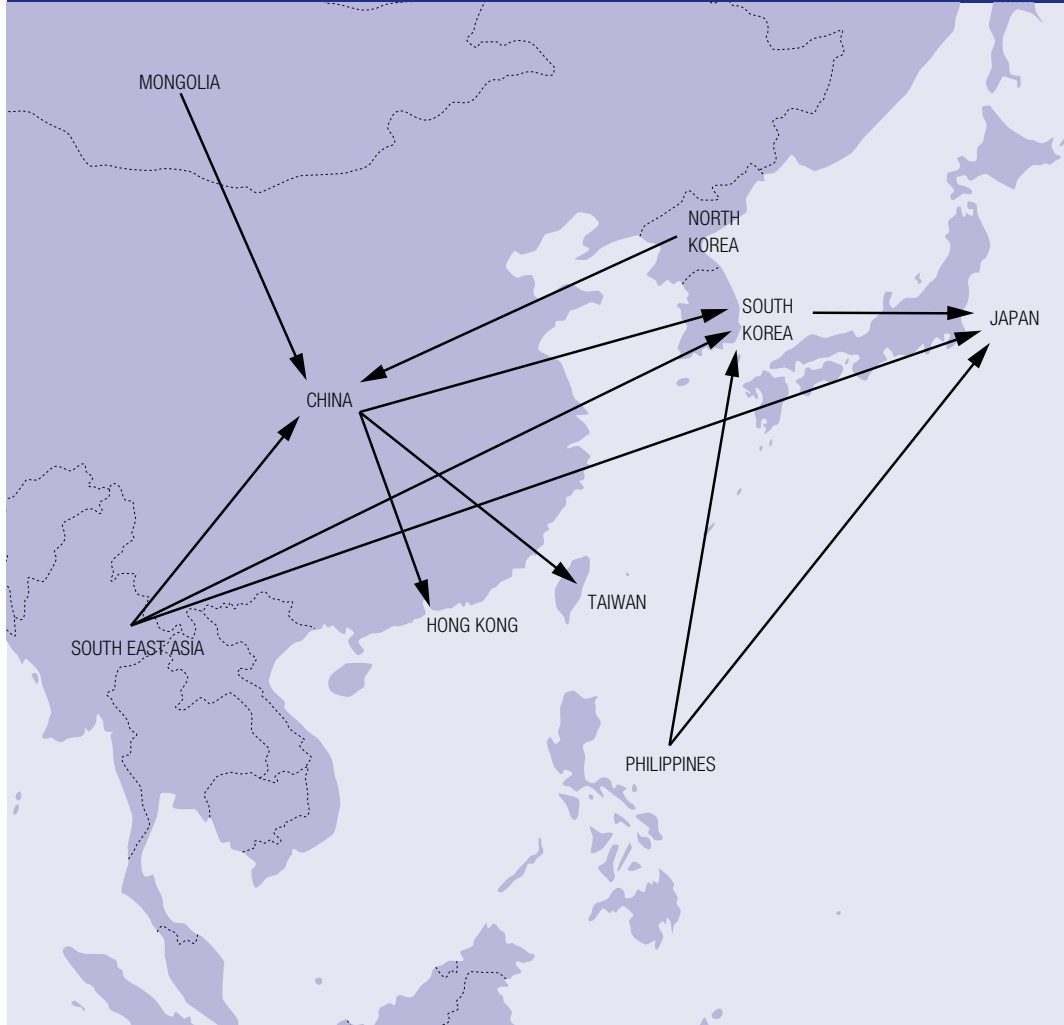 MONGOLIA
NORTH
KOREA
SOUTH
KOREA
JAPAN
CHINA
TAIWAN
HONG KONG
SOUTH EAST ASIA
PHILIPPINES